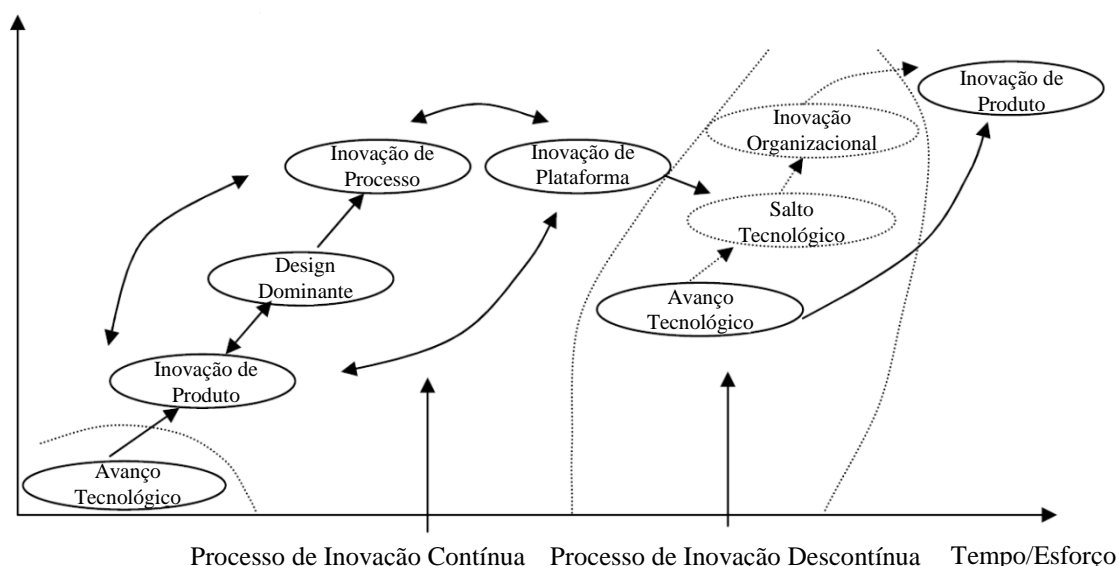 Inovação de
Produto
Inovação
Organizacional
Inovação de
Processo
Inovação de
Plataforma
Salto
Tecnológico
Design
Dominante
Avanço
Tecnológico
Inovação de
Produto
Avanço
Tecnológico
Processo de Inovação Contínua
Processo de Inovação Descontínua
Tempo/Esforço